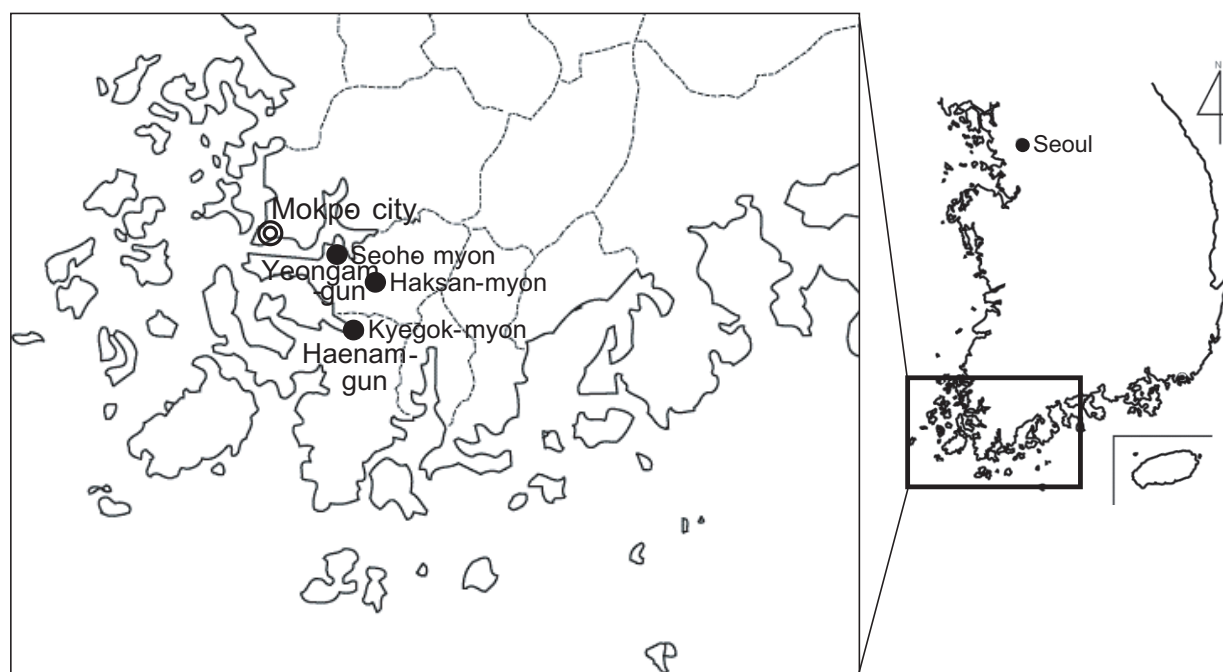 N
Seoul
Mokpo city
Seoho myon
Yeongam
-gun
Haksan-myon
Kyegok-myon
Haenam-
gun